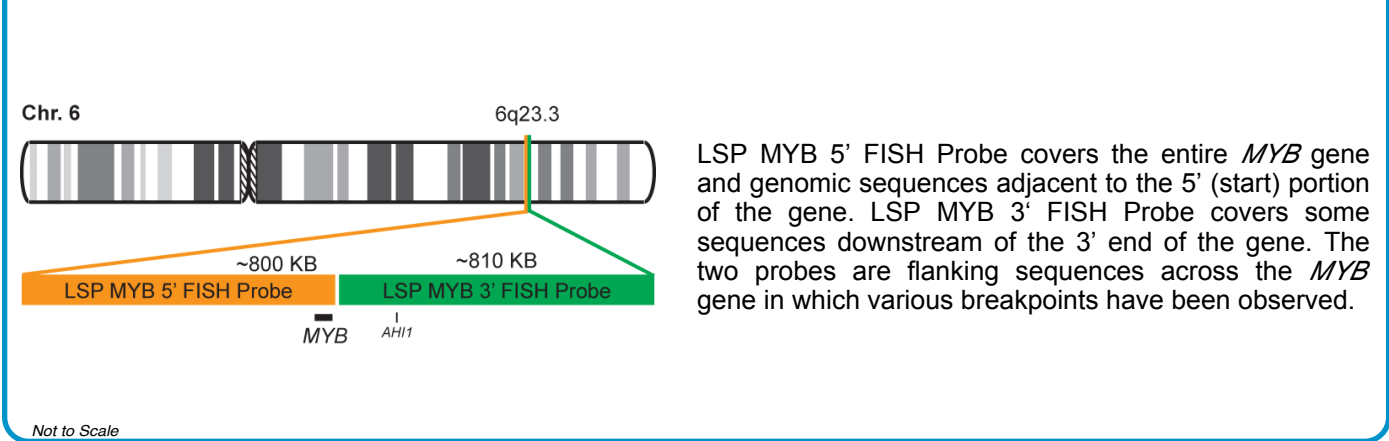 Chr. 6
6q23.3
~800 KB
~810 KB
LSP MYB 5’ FISH Probe
LSP MYB 3’ FISH Probe
MYB
AHI1
LSP MYB 5’ FISH Probe covers the entire MYB gene
and genomic sequences adjacent to the 5’ (start) portion
of the gene. LSP MYB 3‘ FISH Probe covers some
sequences downstream of the 3’ end of the gene. The
two probes are flanking sequences across the MYB
gene in which various breakpoints have been observed.
Not to Scale